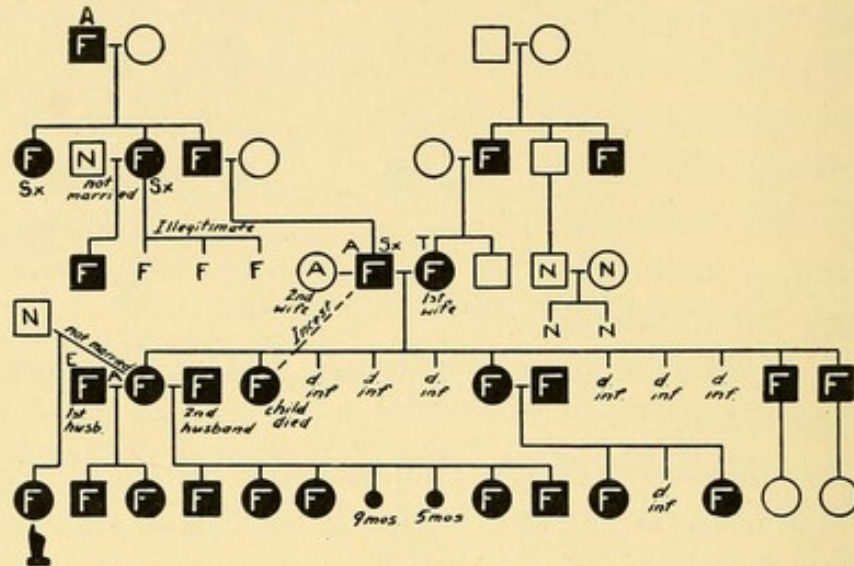 A
F
F N F F F F
Sx not Sx
married
Illegitimate
A Sx T
F F F F A F F N N
2nd 1st
wife wife
Incest
N N
N
not married
E A
F F F F d. d. d. F F d. d. d. F F
inf inf inf inf. inf. inf.
1st 2nd child
husb. husband died
F F F F F F F F F d. F
9mos. 5mos inf